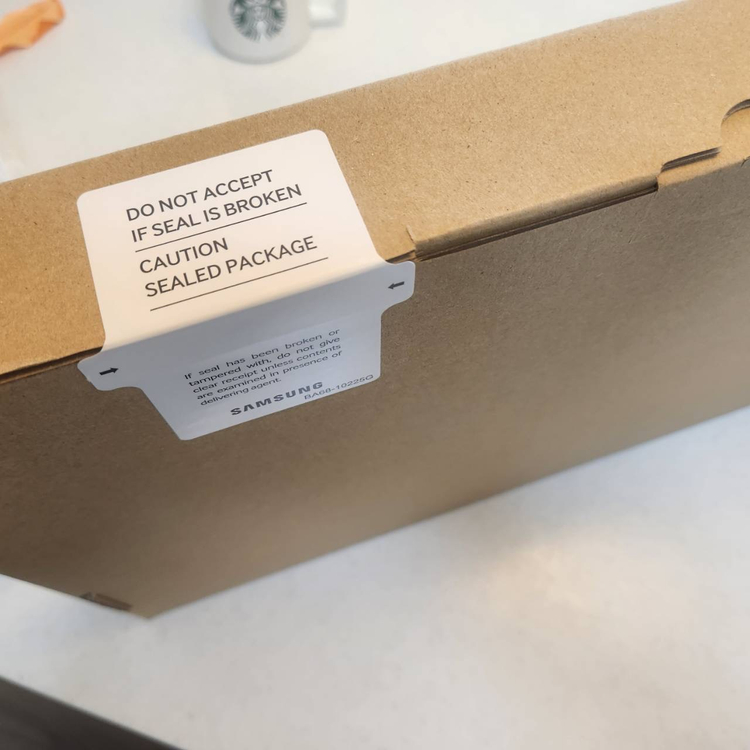 DO NOT ACCEPT
IF SEAL IS BROKEN
CAUTION
SEALED PACKAGE
If seal has been broken or
tampered with, do not give
clear receipt unless contents
are examined in presence of
delivering agent.
SAMSUNG
BA68-10225G